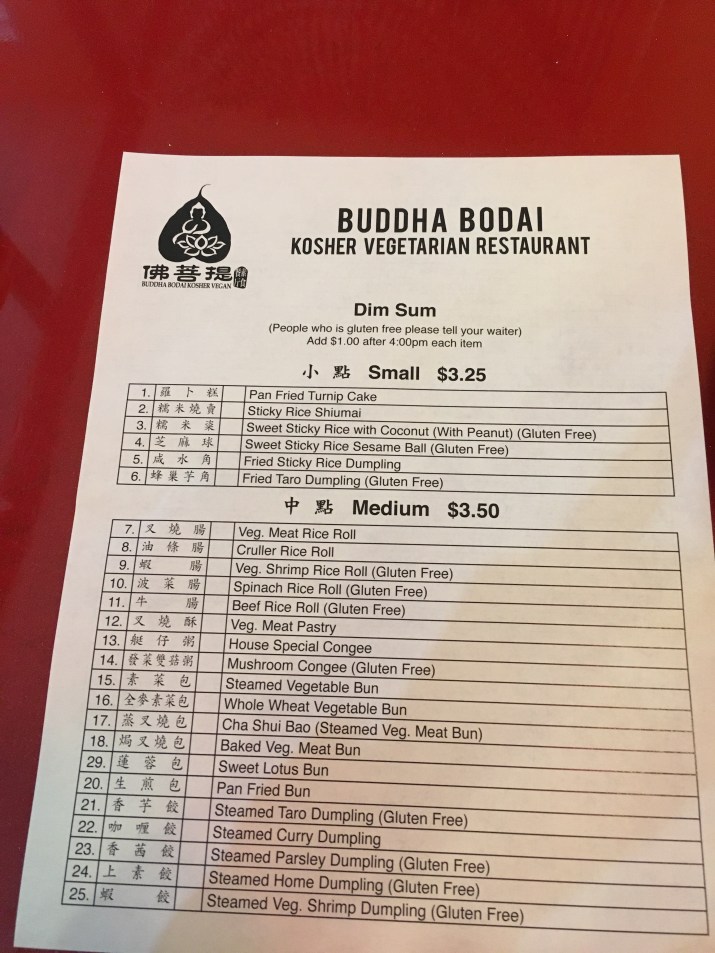 BUDDHA BODAI
KOSHER VEGETARIAN RESTAURANT
佛菩提
BUDDHA BODAI KOSHER VEGAN
Dim Sum
(People who is gluten free please tell your waiter)
Add $1.00 after 4:00pm each item
小 點 Small $3.25
1. 羅 卜 糕 Pan Fried Turnip Cake
2. 糯米燒賣 Sticky Rice Shiumai
3. 糯 米 糍 Sweet Sticky Rice with Coconut (With Peanut) (Gluten Free)
4. 芝 麻 球 Sweet Sticky Rice Sesame Ball (Gluten Free)
5. 咸 水 角 Fried Sticky Rice Dumpling
6. 蜂巢芋角 Fried Taro Dumpling (Gluten Free)
中 點 Medium $3.50
7. 叉 燒 腸 Veg. Meat Rice Roll
8. 油 條 腸 Cruller Rice Roll
9. 蝦 腸 Veg. Shrimp Rice Roll (Gluten Free)
10. 波 菜 腸 Spinach Rice Roll (Gluten Free)
11. 牛 腸 Beef Rice Roll (Gluten Free)
12. 叉 燒 酥 Veg. Meat Pastry
13. 艇 仔 粥 House Special Congee
14. 發菜雙菇粥 Mushroom Congee (Gluten Free)
15. 素 菜 包 Steamed Vegetable Bun
16. 全麥素菜包 Whole Wheat Vegetable Bun
17. 蒸叉燒包 Cha Shui Bao (Steamed Veg. Meat Bun)
18. 焗叉燒包 Baked Veg. Meat Bun
29. 蓮 蓉 包 Sweet Lotus Bun
20. 生 煎 包 Pan Fried Bun
21. 香 芋 餃 Steamed Taro Dumpling (Gluten Free)
22. 咖 喱 餃 Steamed Curry Dumpling
23. 香 茜 餃 Steamed Parsley Dumpling (Gluten Free)
24. 上 素 餃 Steamed Home Dumpling (Gluten Free)
25. 蝦 餃 Steamed Veg. Shrimp Dumpling (Gluten Free)